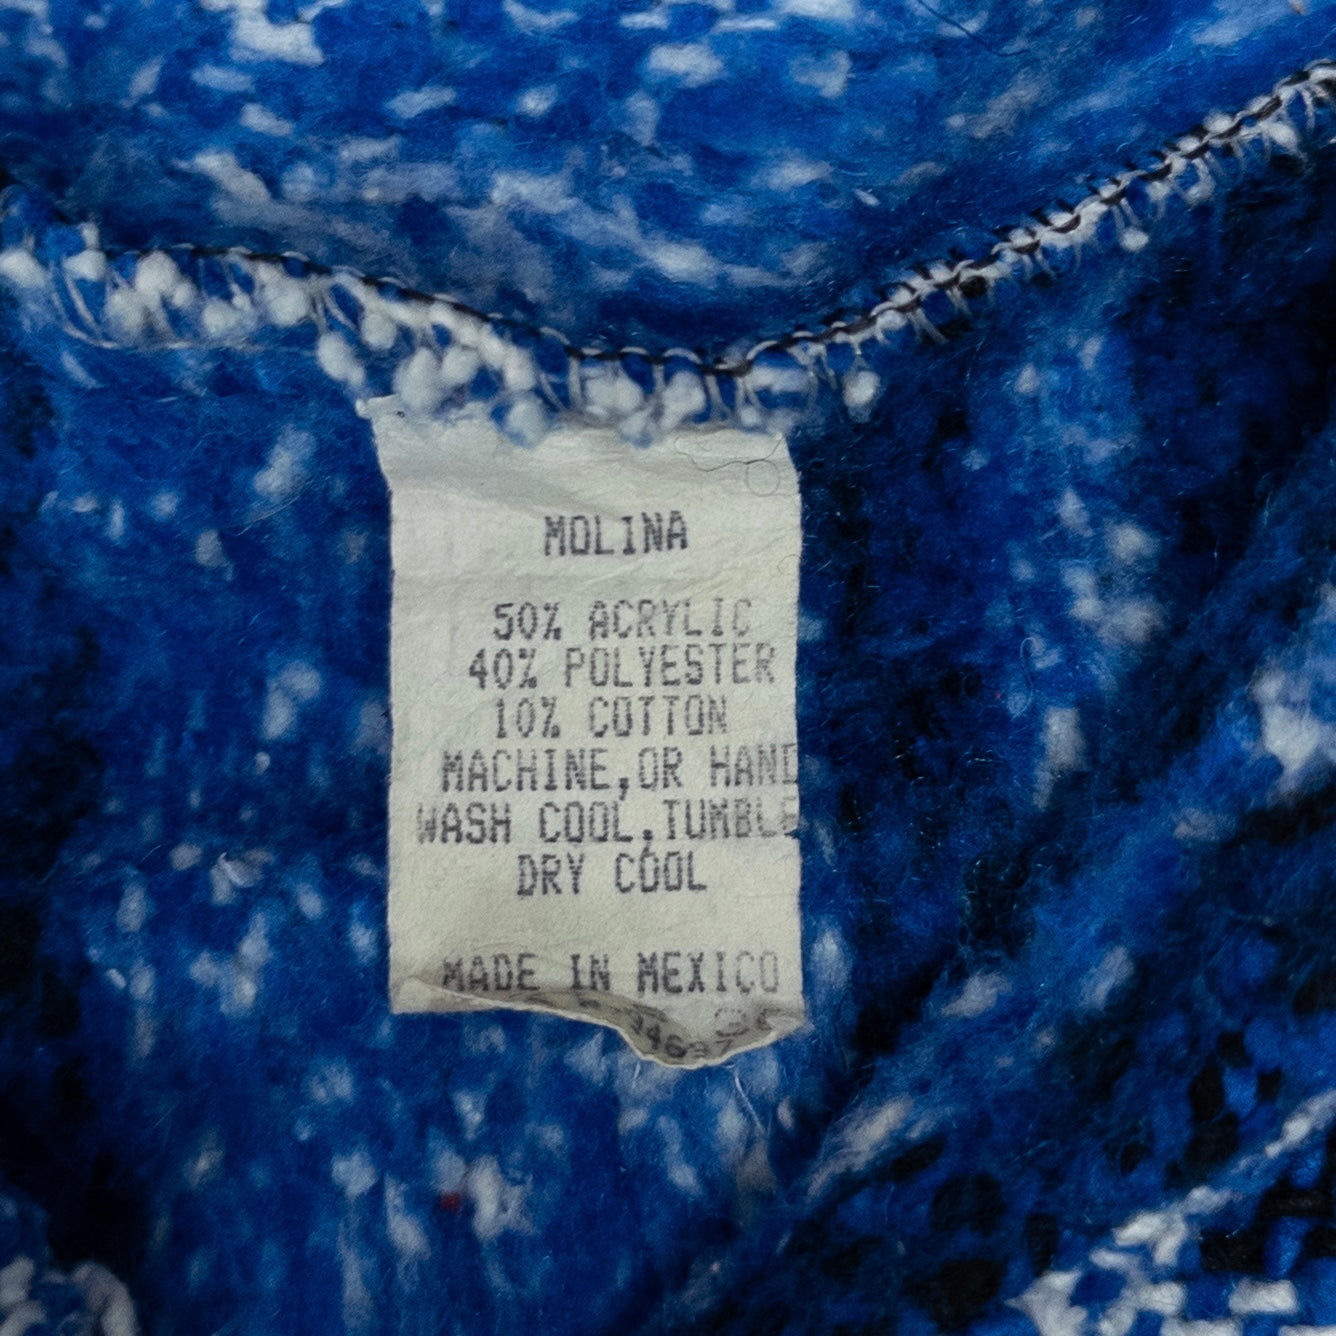 MOLINA
50% ACRYLIC
40% POLYESTER
10% COTTON
MACHINE,OR HAND
WASH COOL,TUMBLE
DRY COOL
MADE IN MEXICO